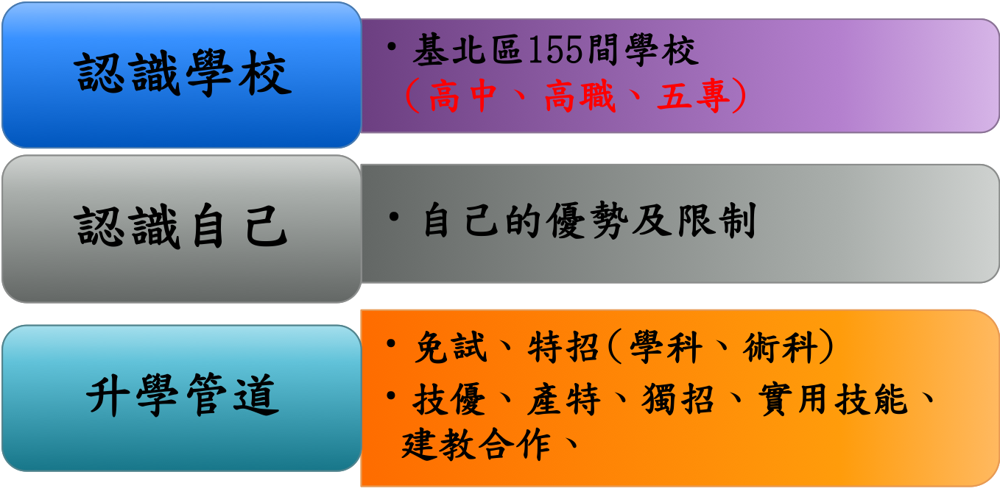 認識學校
• 基北區155間學校
(高中、高職、五專)
認識自己
• 自己的優勢及限制
升學管道
• 免試、特招(學科、術科)
• 技優、產特、獨招、實用技能、
建教合作、